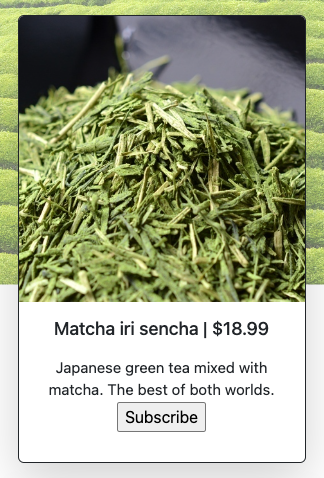 Matcha iri sencha | $18.99
Japanese green tea mixed with
matcha. The best of both worlds.
Subscribe